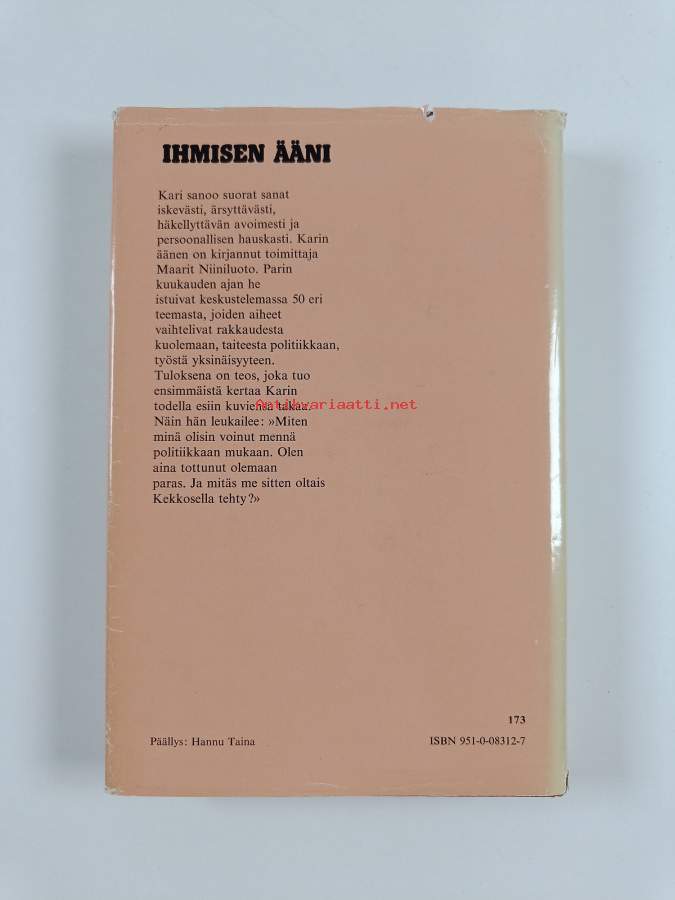 IHMISEN ÄÄNI
Kari sanoo suorat sanat
iskevästi, ärsyttävästi,
häkellyttävän avoimesti ja
persoonallisen hauskasti. Karin
äänen on kirjannut toimittaja
Maarit Niiniluoto. Parin
kuukauden ajan he
istuivat keskustelemassa 50 eri
teemasta, joiden aiheet
vaihtelivat rakkaudesta
kuolemaan, taiteesta politiikkaan,
työstä yksinäisyyteen.
Tuloksena on teos, joka tuo
ensimmäistä kertaa Karin
todella esiin kuviensa takaa.
Antikvariaatti.net
Näin hän leukailee: »Miten
minä olisin voinut mennä
politiikkaan mukaan. Olen
aina tottunut olemaan
paras. Ja mitäs me sitten oltais
Kekkosella tehty?»
173
Päällys: Hannu Taina
ISBN 951-0-08312-7